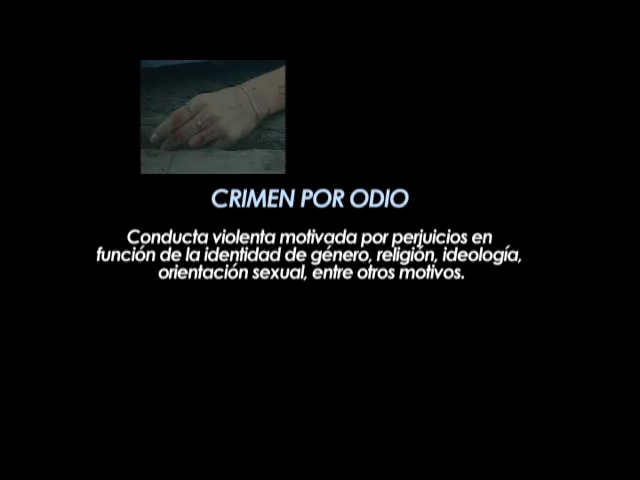 CRIMEN POR ODIO
Conducta violenta motivada por perjuicios en
función de la identidad de género, religión, ideología,
orientación sexual, entre otros motivos.